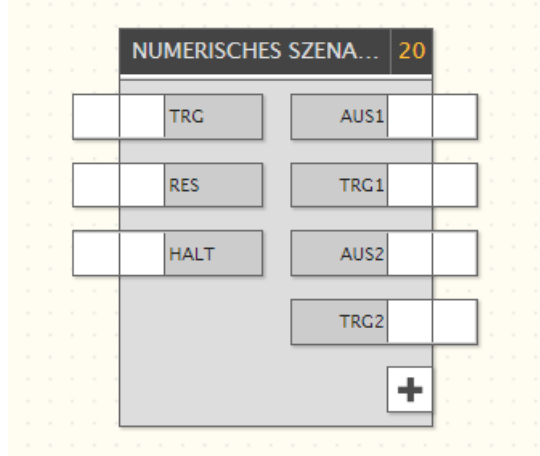 NUMERISCHES SZENA... 20
TRG AUS1
RES TRG1
HALT AUS2
TRG2